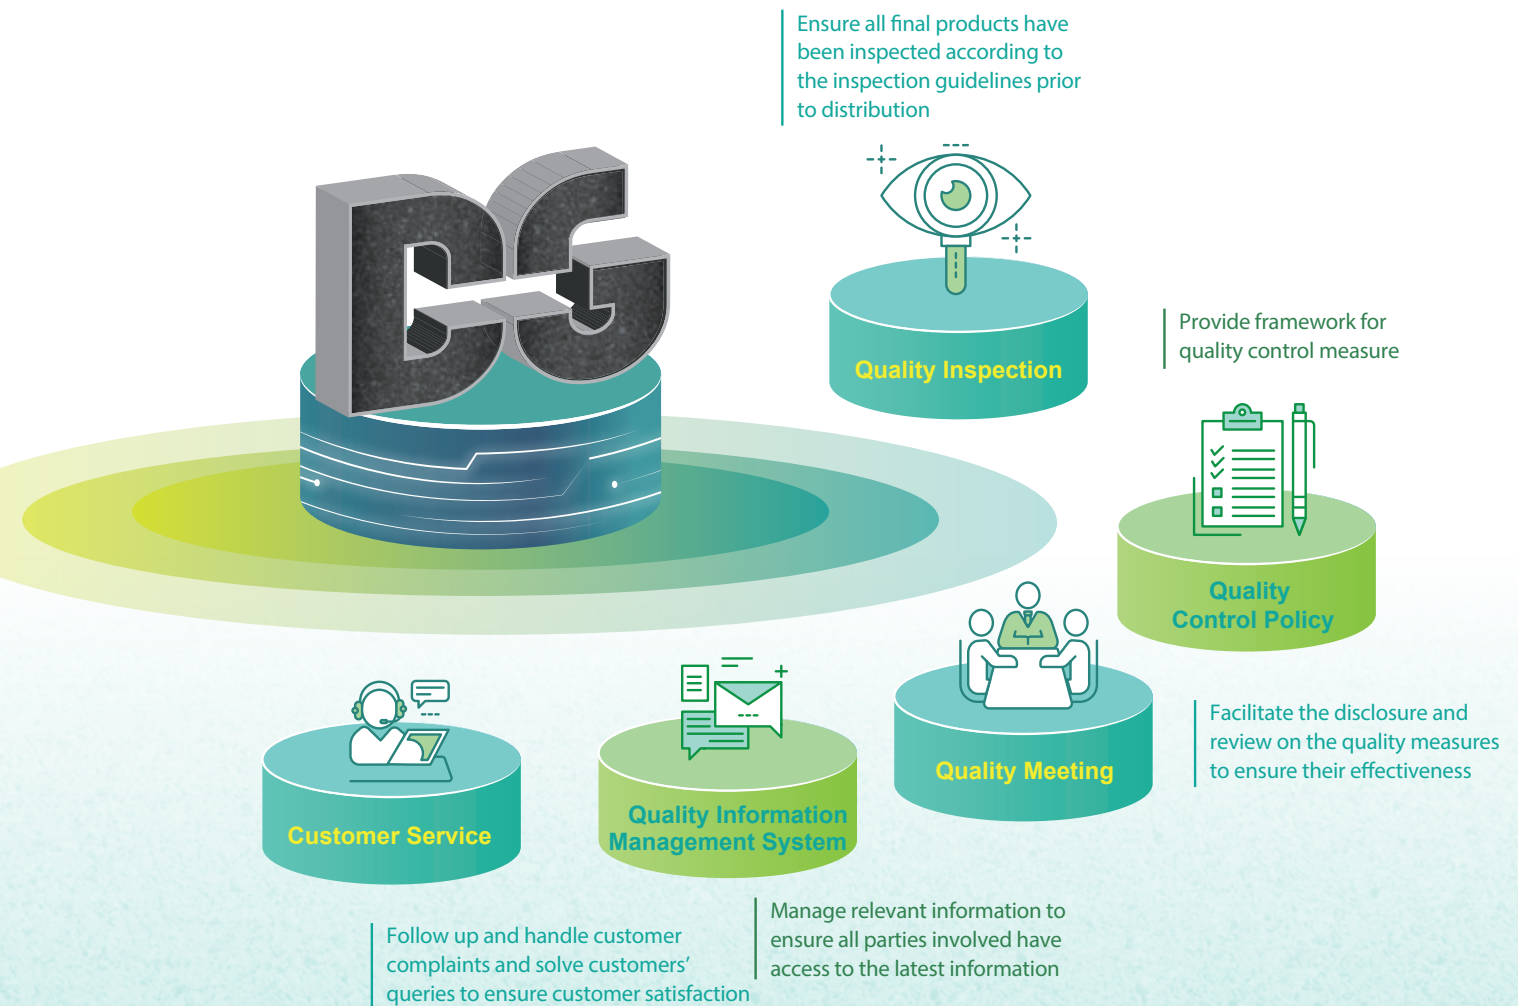 Ensure all final products have
been inspected according to
the inspection guidelines prior
to distribution
Quality Inspection
Provide framework for
quality control measure
Quality
Control Policy
Quality Meeting
Facilitate the disclosure and
review on the quality measures
to ensure their effectiveness
Quality Information
Management System
Manage relevant information to
ensure all parties involved have
access to the latest information
Customer Service
Follow up and handle customer
complaints and solve customers’
queries to ensure customer satisfaction